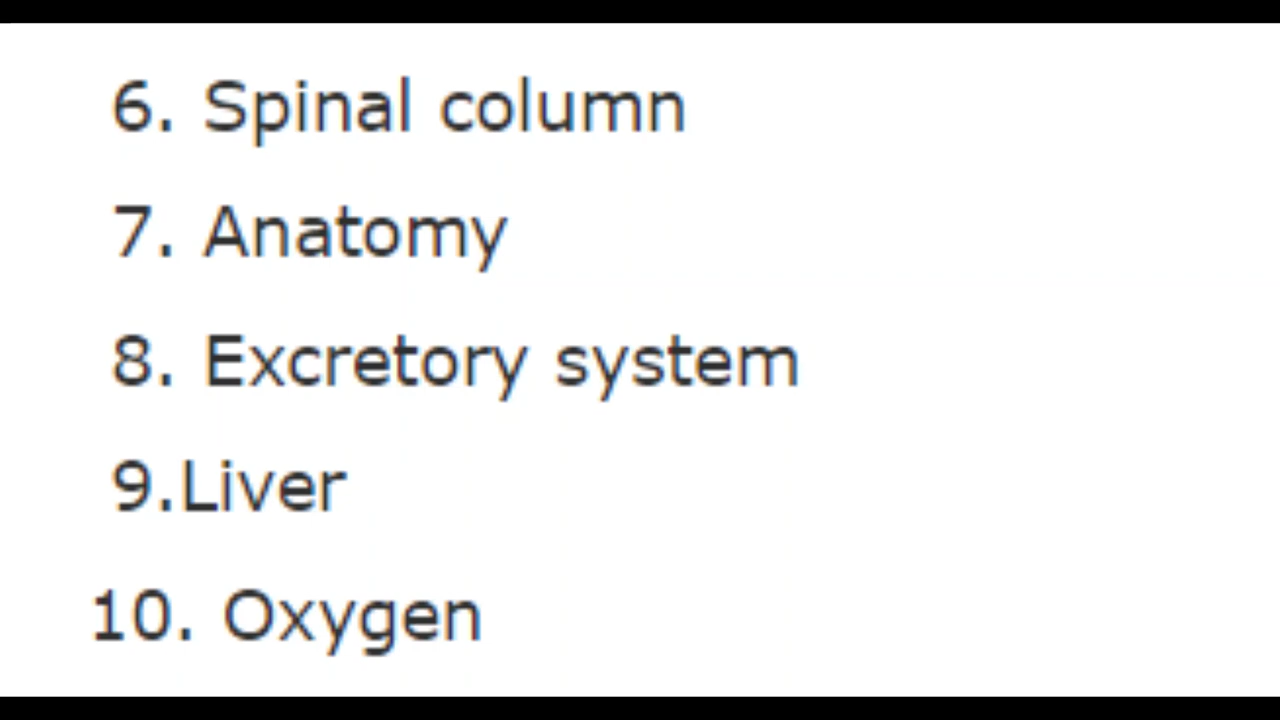 6. Spinal column
7. Anatomy
8. Excretory system
9.Liver
10. Oxygen